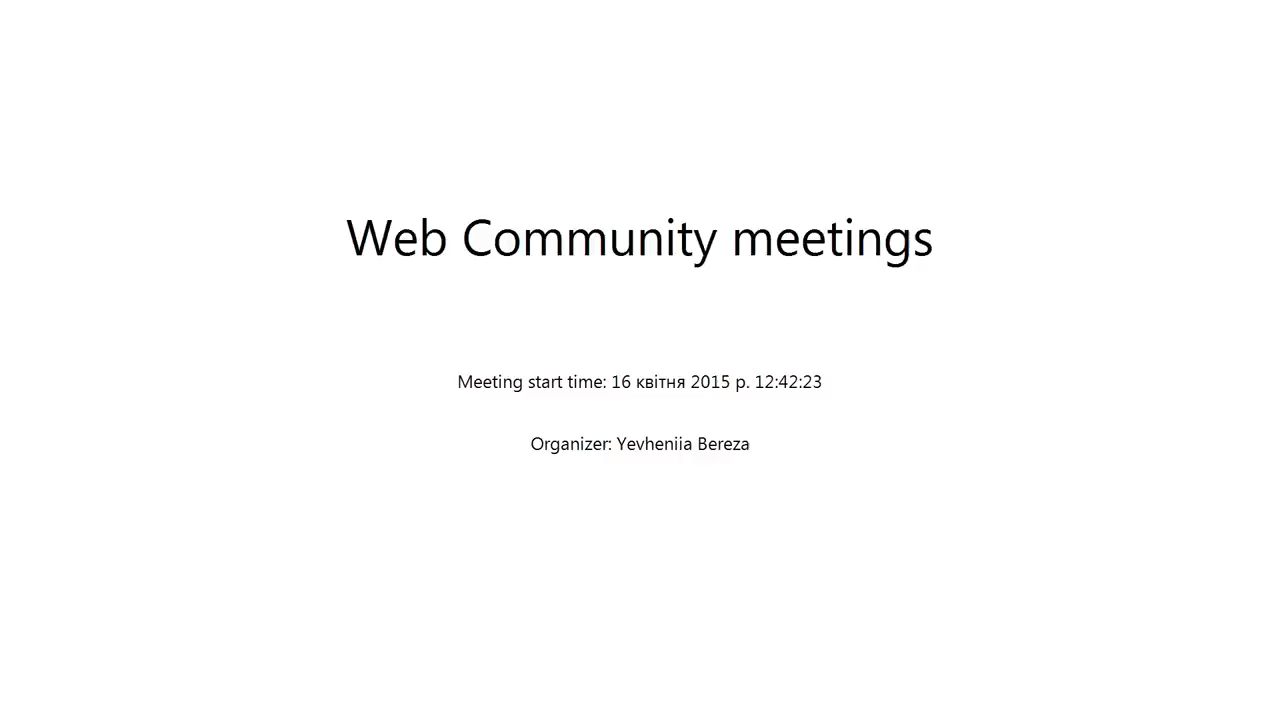 Web Community meetings
Meeting start time: 16 квітня 2015 р. 12:42:23
Organizer: Yevheniia Bereza